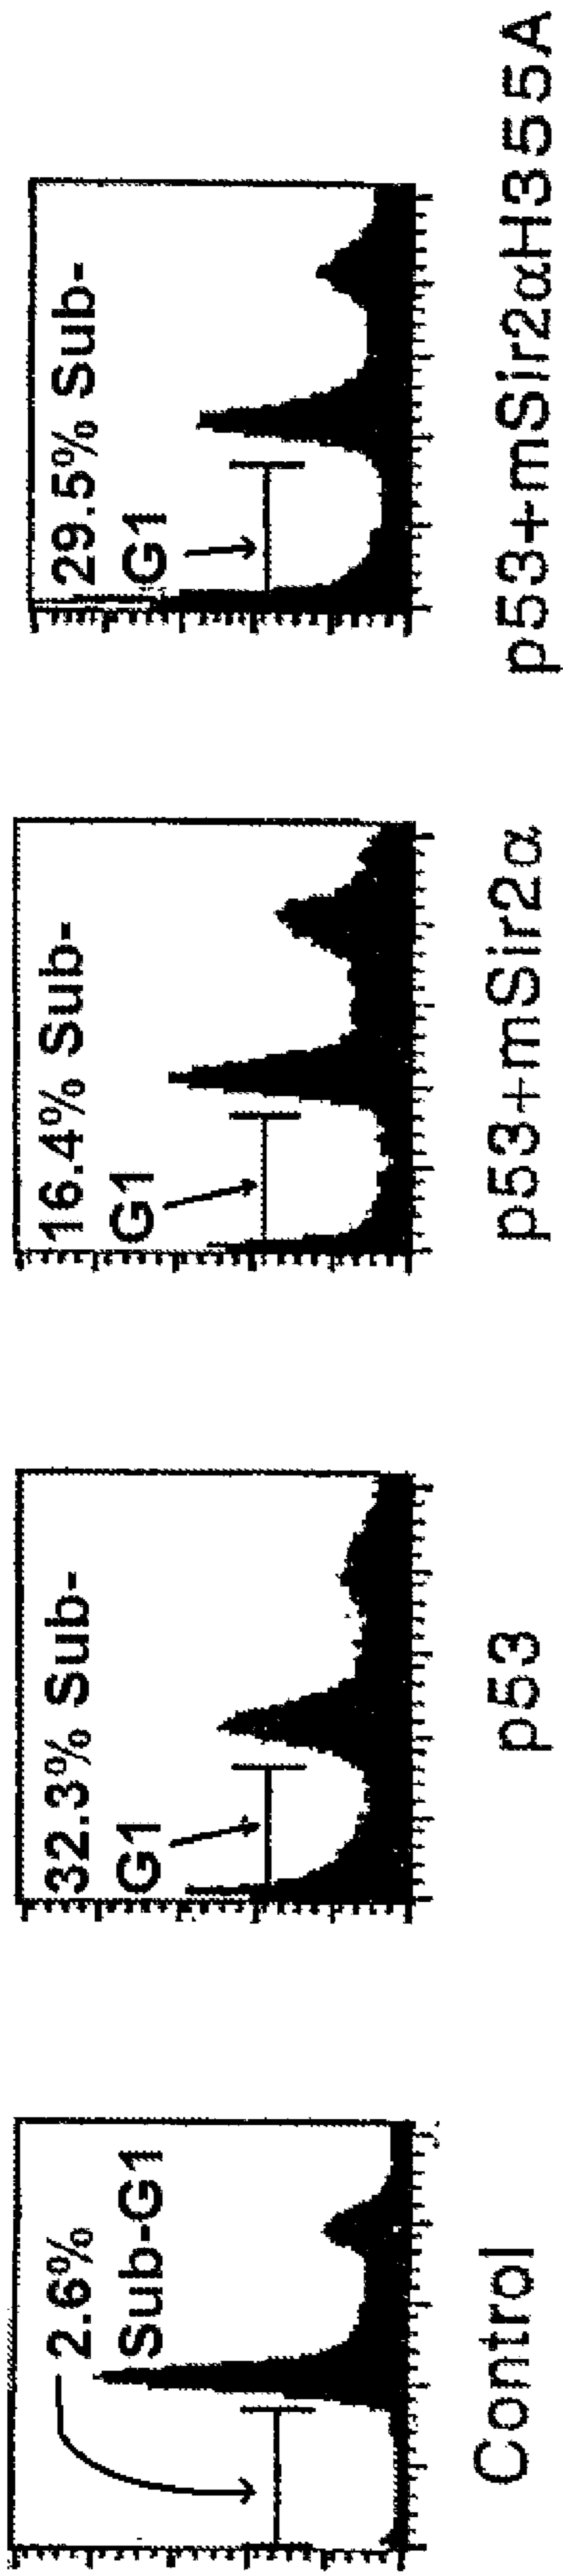 2.6%
Sub-G1
Control
32.3% Sub-
G1
p53
16.4% Sub-
G1
p53+mSir2α
29.5% Sub-
G1
p53+mSir2αH355A